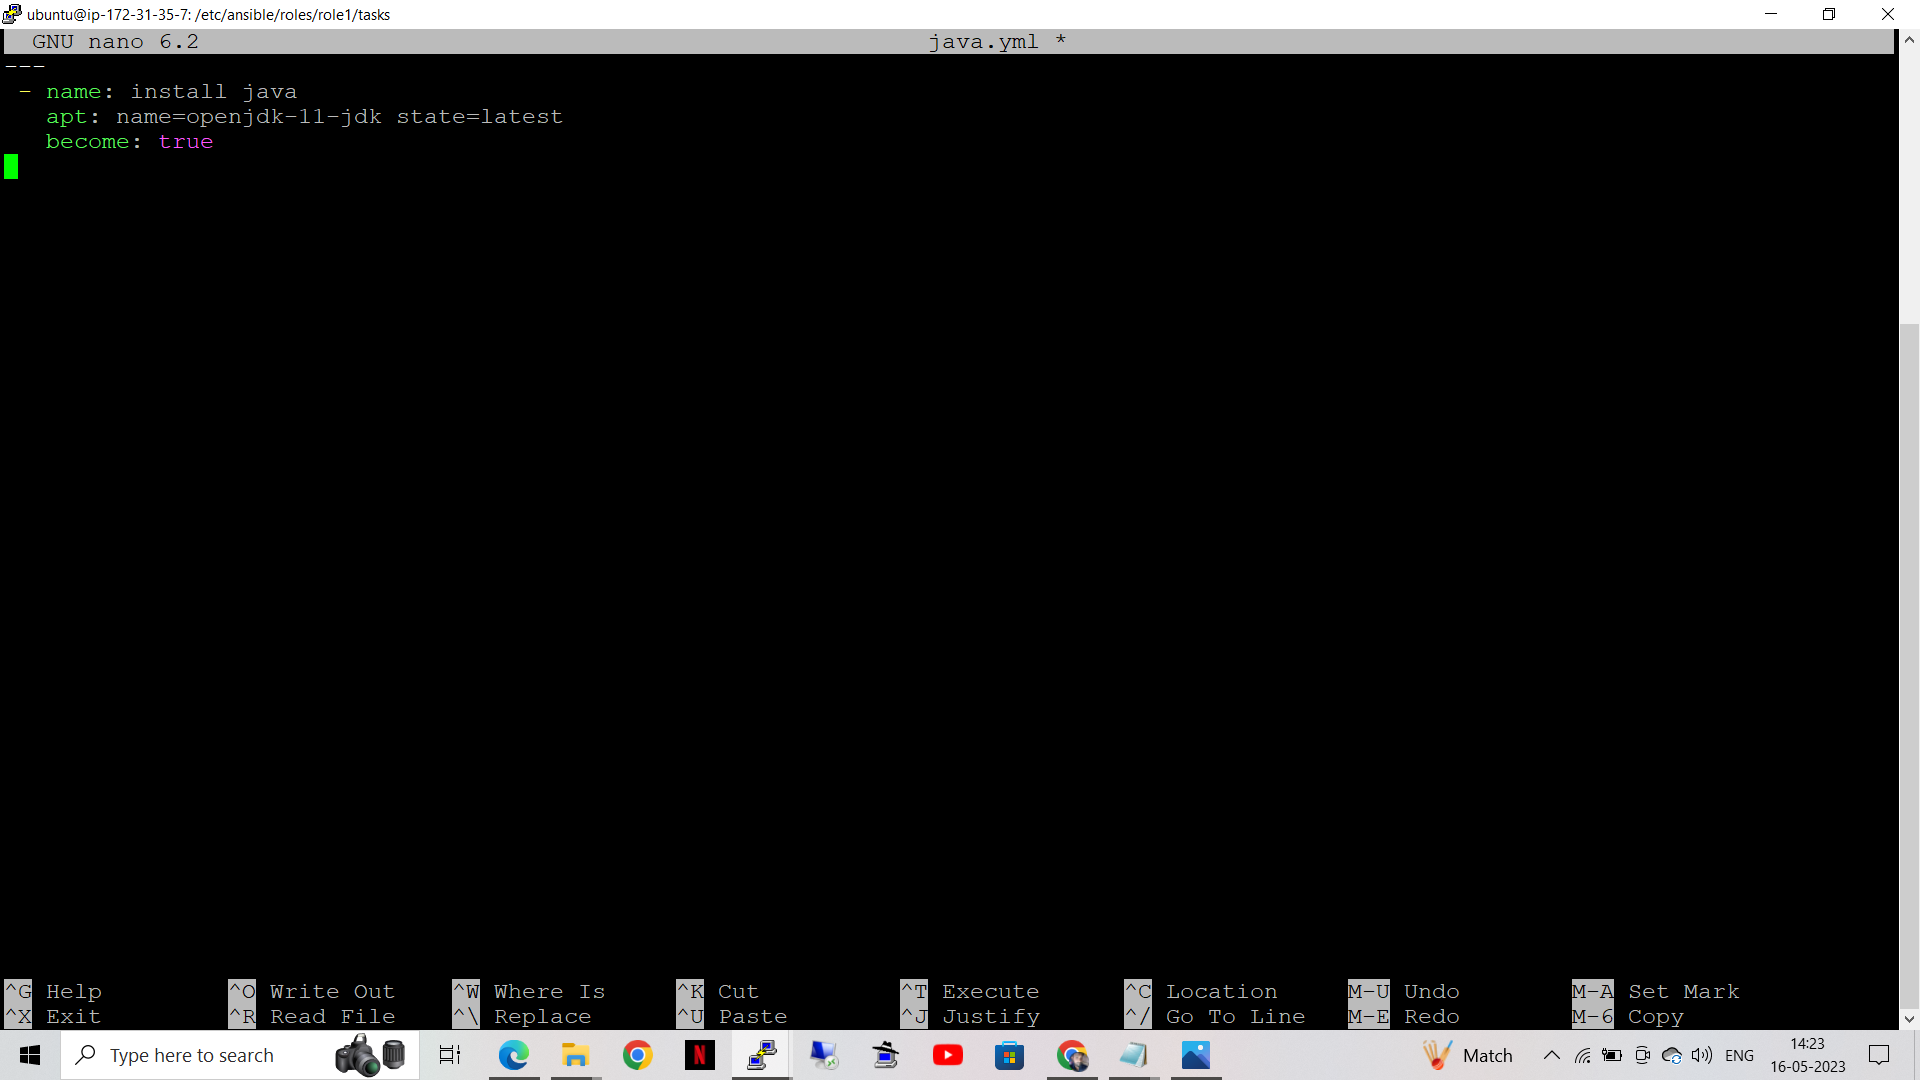 ubuntu@ip-172-31-35-7: /etc/ansible/roles/role1/tasks
GNU nano 6.2 java.yml *
---
- name: install java
apt: name=openjdk-11-jdk state=latest
become: true
^G Help ^O Write Out ^W Where Is ^K Cut ^T Execute ^C Location M-U Undo M-A Set Mark
^X Exit ^R Read File ^\ Replace ^U Paste ^J Justify ^/ Go To Line M-E Redo M-6 Copy
Type here to search N Match ENG 14:23
16-05-2023